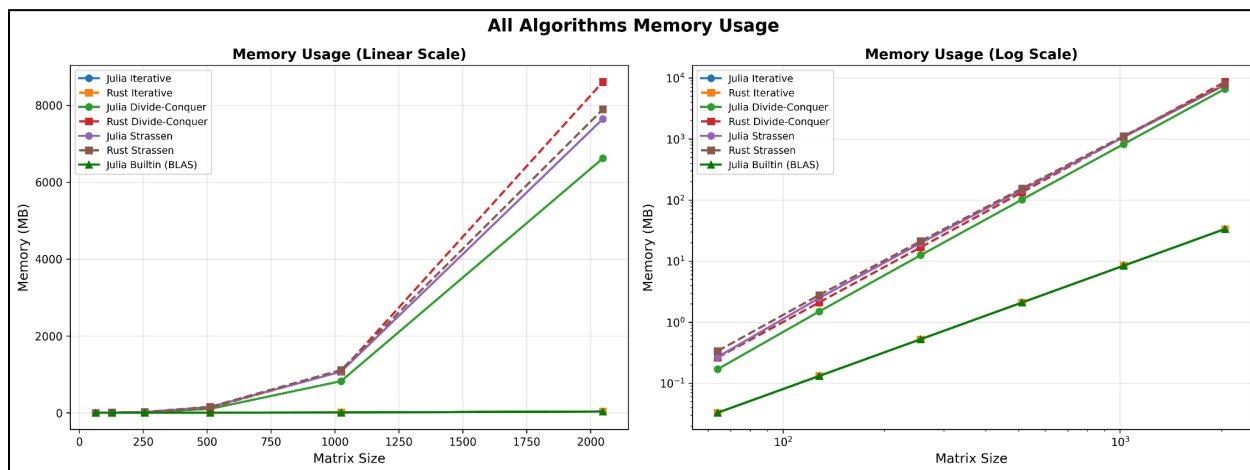 All Algorithms Memory Usage
Memory Usage (Linear Scale)
Julia Iterative
Rust Iterative
Julia Divide-Conquer
Rust Divide-Conquer
Julia Strassen
Rust Strassen
Julia Builtin (BLAS)
Memory (MB)
8000
6000
4000
2000
0
0 250 500 750 1000 1250 1500 1750 2000
Matrix Size
Memory Usage (Log Scale)
Julia Iterative
Rust Iterative
Julia Divide-Conquer
Rust Divide-Conquer
Julia Strassen
Rust Strassen
Julia Builtin (BLAS)
Memory (MB)
10⁴
10³
10²
10¹
10⁰
10⁻¹
10² 10³
Matrix Size